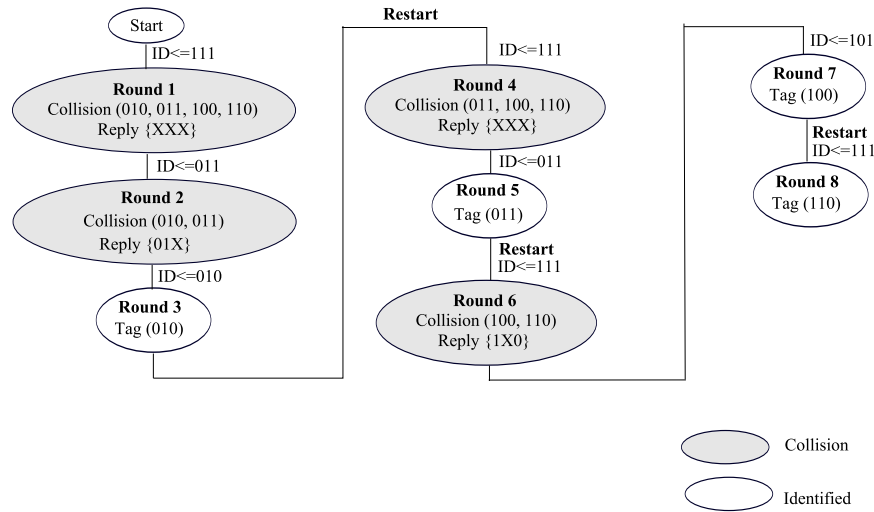 Start
ID<=111
Round 1
Collision (010, 011, 100, 110)
Reply {XXX}
ID<=011
Round 2
Collision (010, 011)
Reply {01X}
ID<=010
Round 3
Tag (010)
Restart
ID<=111
Round 4
Collision (011, 100, 110)
Reply {XXX}
ID<=011
Round 5
Tag (011)
Restart
ID<=111
Round 6
Collision (100, 110)
Reply {1X0}
ID<=101
Round 7
Tag (100)
Restart
ID<=111
Round 8
Tag (110)
Collision
Identified